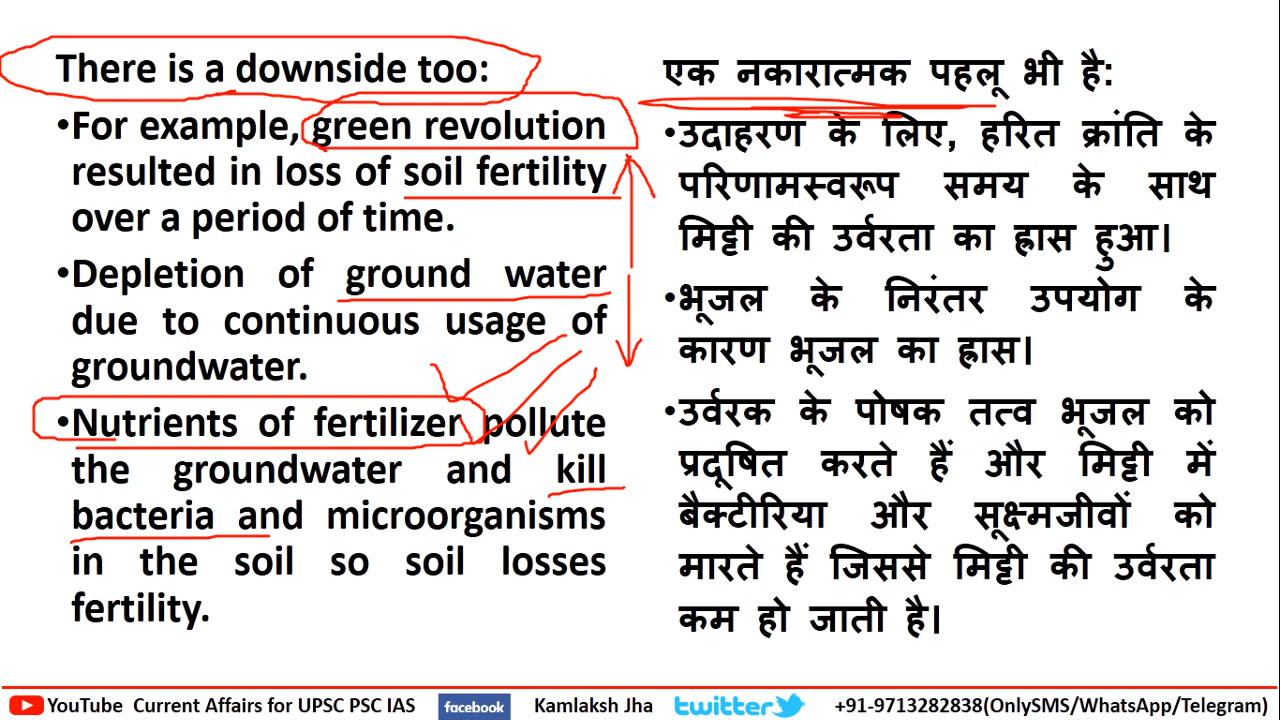 There is a downside too:
•For example, green revolution
resulted in loss of soil fertility
over a period of time.
•Depletion of ground water
due to continuous usage of
groundwater.
•Nutrients of fertilizer pollute
the groundwater and kill
bacteria and microorganisms
in the soil so soil losses
fertility.
एक नकारात्मक पहलू भी है:
•उदाहरण के लिए, हरित क्रांति के
परिणामस्वरूप समय के साथ
मिट्टी की उर्वरता का ह्रास हुआ।
•भूजल के निरंतर उपयोग के
कारण भूजल का ह्रास।
•उर्वरक के पोषक तत्व भूजल को
प्रदूषित करते हैं और मिट्टी में
बैक्टीरिया और सूक्ष्मजीवों को
मारते हैं जिससे मिट्टी की उर्वरता
कम हो जाती है।
YouTube Current Affairs for UPSC PSC IAS facebook Kamlaksh Jha twitter +91-9713282838(OnlySMS/WhatsApp/Telegram)